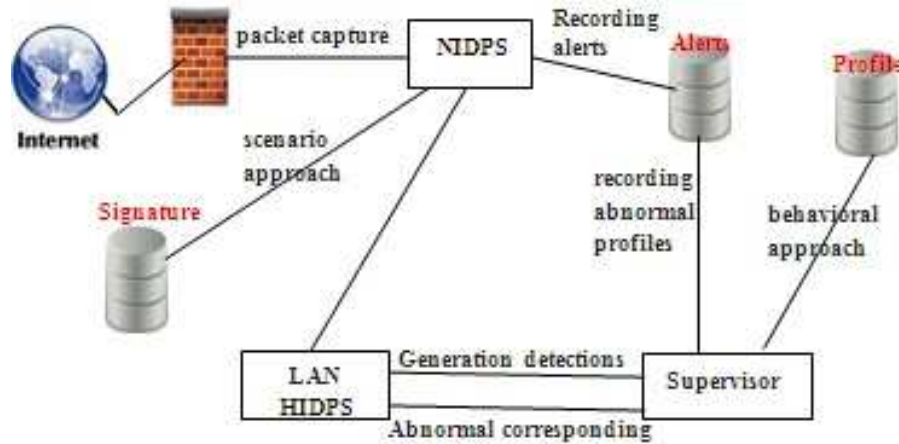 packet capture
NIDPS
Recording
alerts
Alerts
Profile
Internet
scenario
approach
Signature
recording
abnormal
profiles
behavioral
approach
LAN
HIDPS
Generation detections
Supervisor
Abnormal corresponding